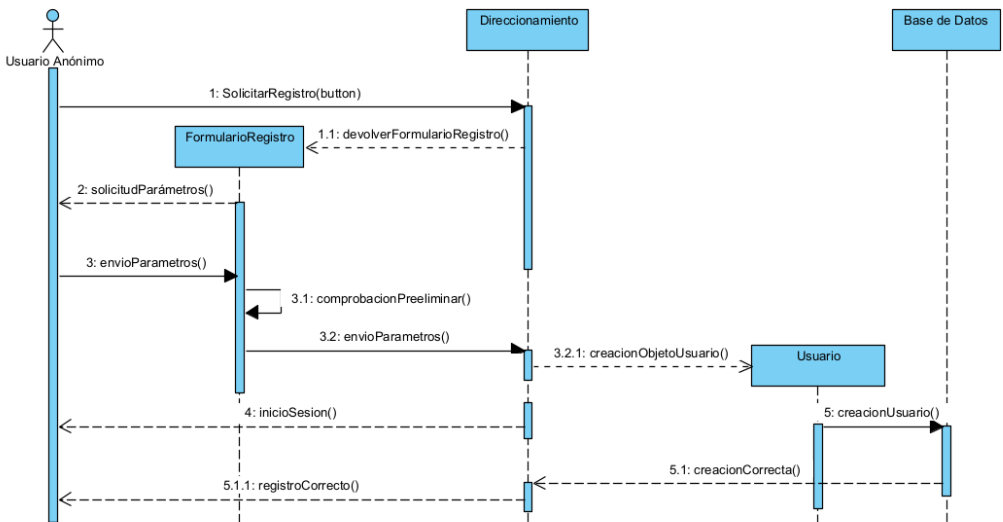 Direccionamiento
Base de Datos
Usuario Anónimo
1: SolicitarRegistro(button)
FormularioRegistro
1.1: devolverFormularioRegistro()
2: solicitudParámetros()
3: envioParametros()
3.1: comprobacionPreeliminar()
3.2: envioParametros()
3.2.1: creacionObjetoUsuario()
Usuario
4: inicioSesion()
5: creacionUsuario()
5.1: creacionCorrecta()
5.1.1: registroCorrecto()